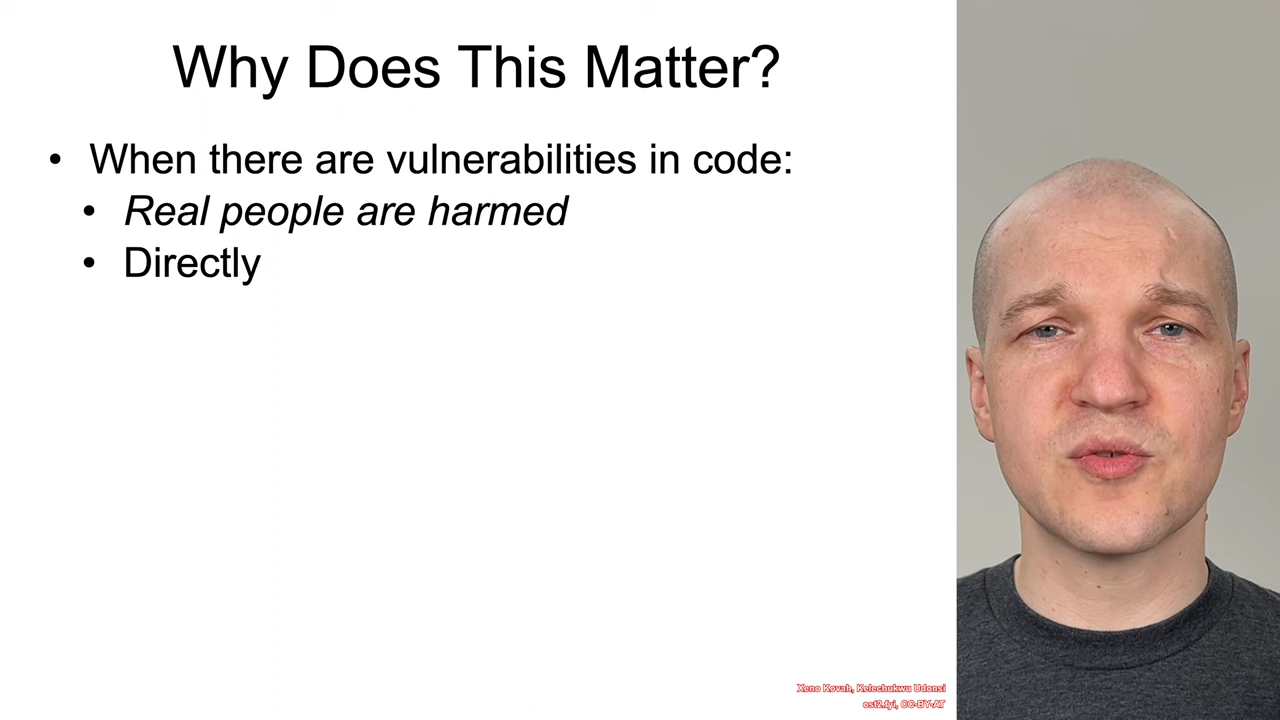 Why Does This Matter?
• When there are vulnerabilities in code:
• Real people are harmed
• Directly
Xeno Kovah, Kelechukwu Udonsi
ost2.fyi, CC-BY-AT